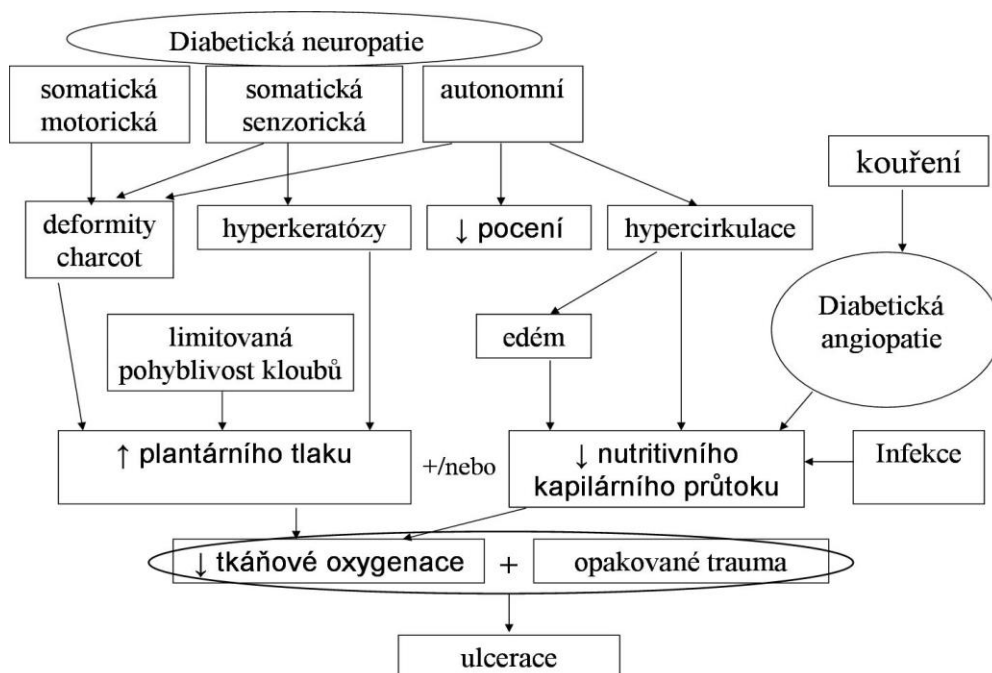 Diabetická neuropatie
somatická
motorická
somatická
senzorická
autonomní
kouření
deformity
charcot
hyperkeratózy
↓ pocení
hypercirkulace
Diabetická
angiopatie
limitovaná
pohyblivost kloubů
edém
↑ plantárního tlaku
+/nebo
↓ nutritivního
kapilárního průtoku
Infekce
↓ tkáňové oxygenace
+
opakované trauma
ulcerace